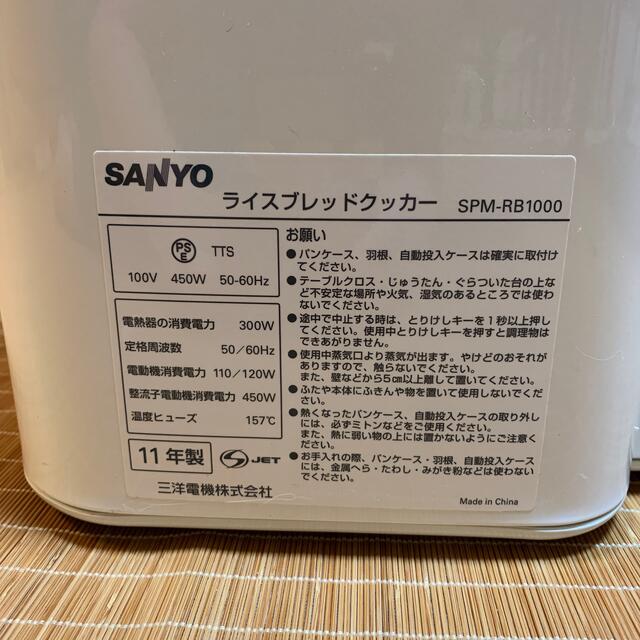 SANYO
ライスブレッドクッカー SPM-RB1000
PSE TTS
100V 450W 50-60Hz
電熱器の消費電力 300W
定格周波数 50/60Hz
電動機消費電力 110/120W
整流子電動機消費電力 450W
温度ヒューズ 157℃
11年製 S JET
三洋電機株式会社
お願い
●パンケース、羽根、自動投入ケースは確実に取付け
てください。
●テーブルクロス・じゅうたん・ぐらついた台の上な
ど不安定な場所や火気、湿気のあるところでは使わ
ないでください。
●途中で中止する時は、とりけしキーを1秒以上押し
てください。使用中とりけしキーを押すと調理物は
できあがりません。
●使用中蒸気口より蒸気が出ます。やけどのおそれが
ありますので、触らないでください。
また、壁などから5cm以上離して置いてください。
●ふたや本体にふきんや物を置いて使用しないでくだ
さい。
●熱くなったパンケース、自動投入ケースの取り外し
には、必ずミトンなどをご使用ください。
また、熱に弱い物の上には置かないようにご注意く
ださい。
●お手入れの際、パンケース・羽根、自動投入ケース
には、金属へら・たわし・みがき粉などは使わない
でください。
Made in China